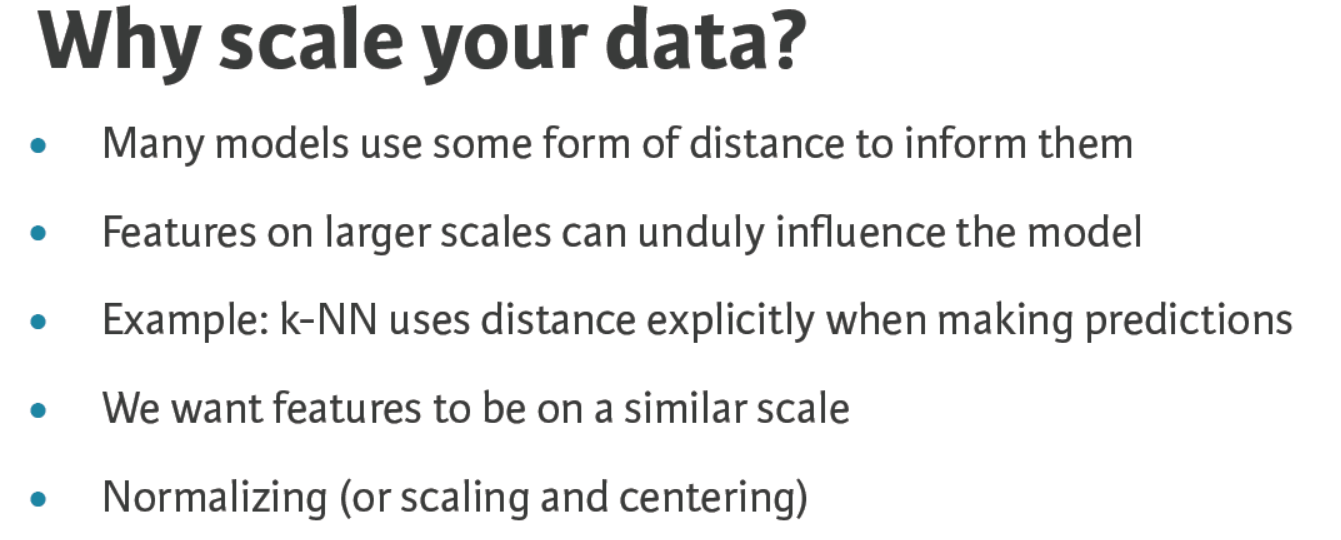 Why scale your data?
• Many models use some form of distance to inform them
• Features on larger scales can unduly influence the model
• Example: k-NN uses distance explicitly when making predictions
• We want features to be on a similar scale
• Normalizing (or scaling and centering)